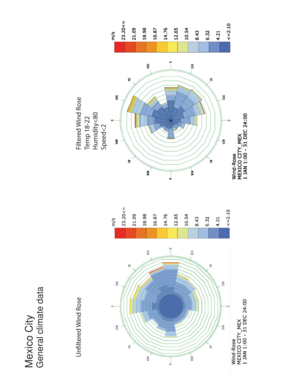 Mexico City
General climate data
Unfiltered Wind Rose
m/s
23.20<=
21.09
18.98
16.87
14.76
12.65
10.54
8.43
6.32
4.21
<=2.10
Wind-Rose
MEXICO CITY_MEX
1 JAN 1:00 - 31 DEC 24:00
Filtered Wind Rose
Temp 18-22
Humidity<80
Speed<2
m/s
23.20<=
21.09
18.98
16.87
14.76
12.65
10.54
8.43
6.32
4.21
<=2.10
Wind-Rose
MEXICO CITY_MEX
1 JAN 1:00 - 31 DEC 24:00